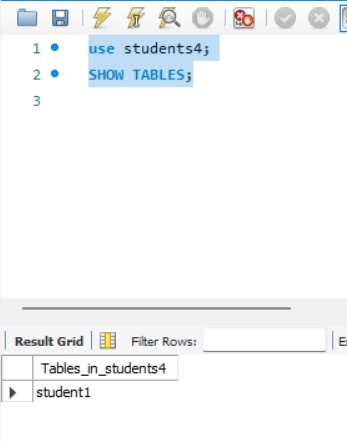 1 use students4;
2 SHOW TABLES;
3
Result Grid Filter Rows:
Tables_in_students4
student1